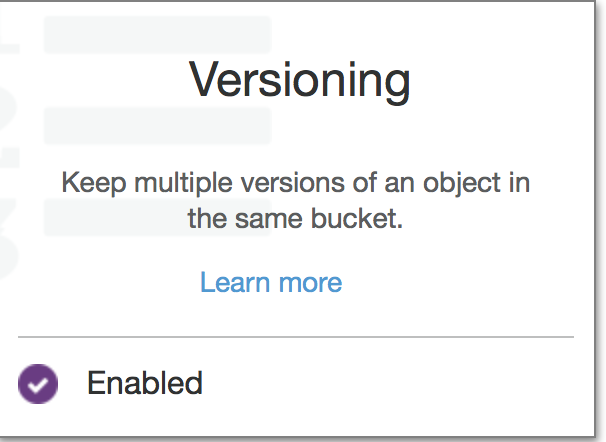 Versioning
Keep multiple versions of an object in
the same bucket.
Learn more
Enabled